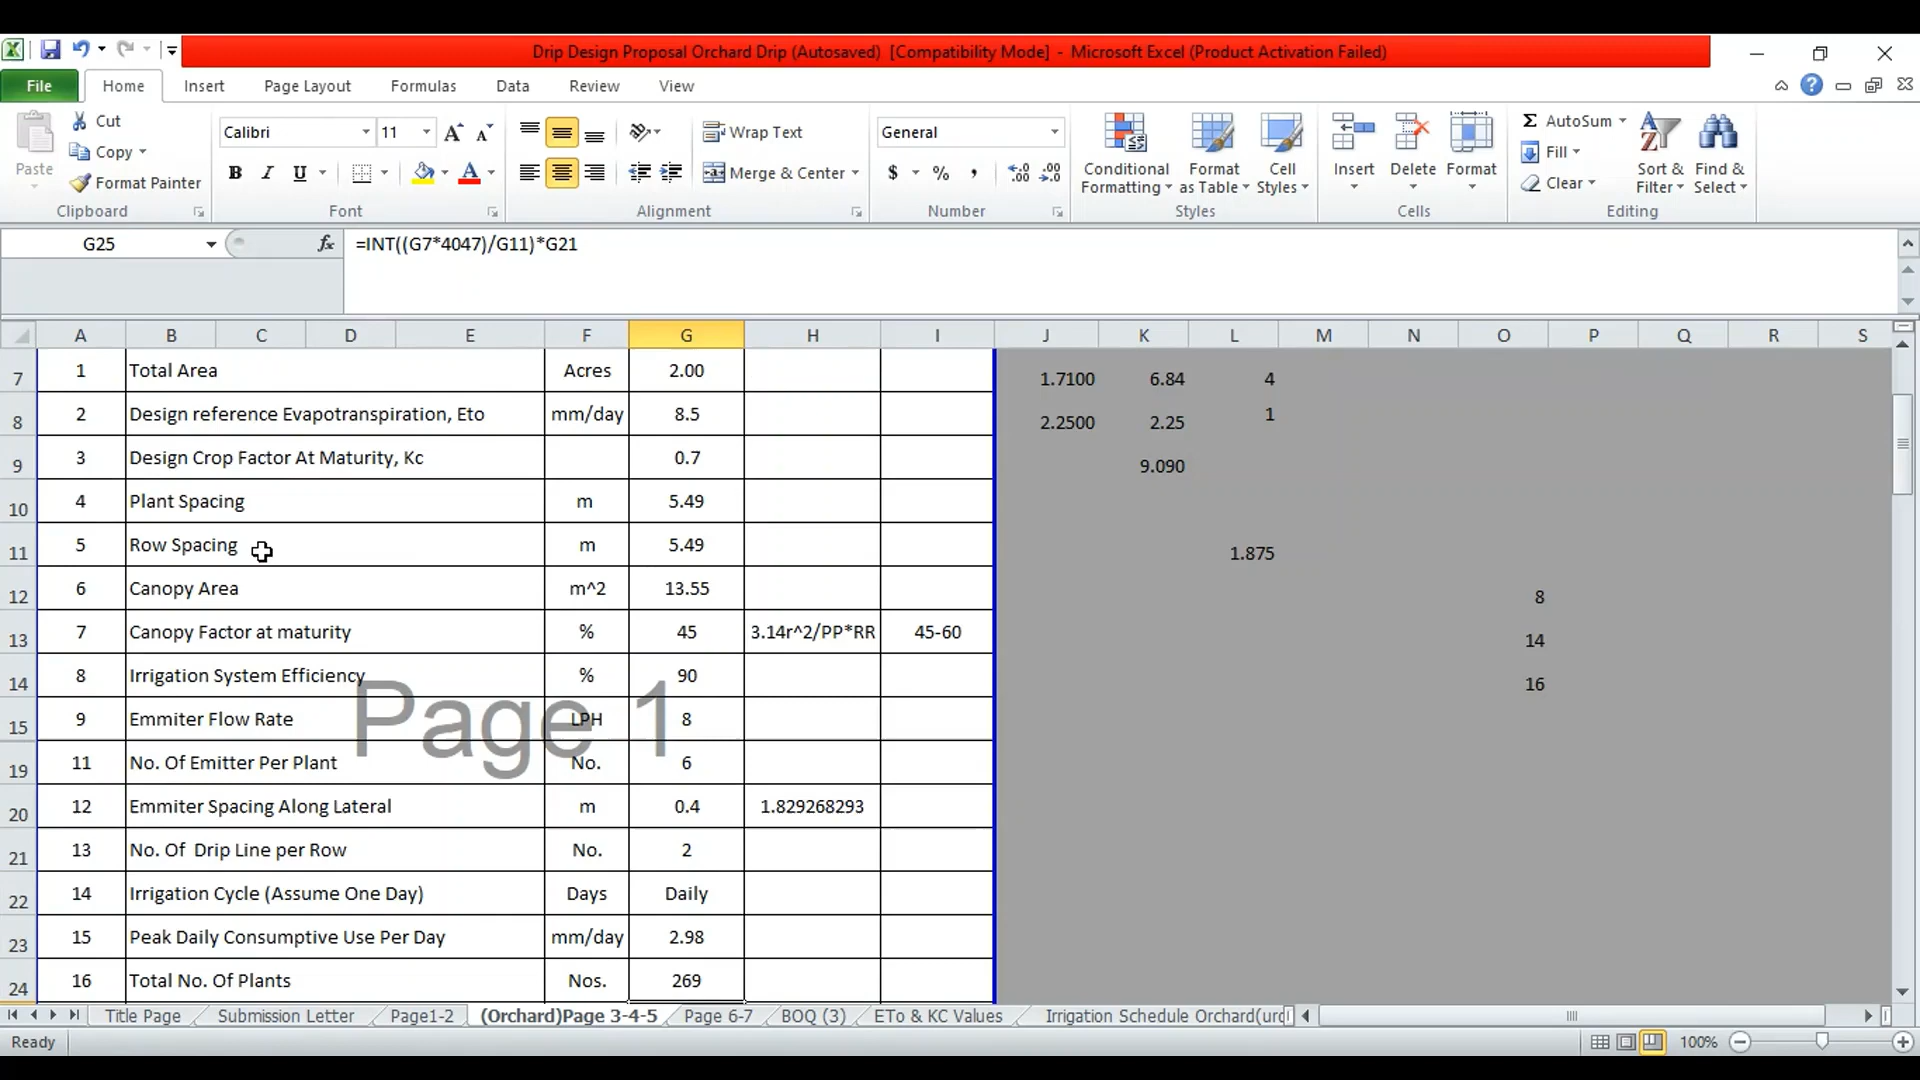 Drip Design Proposal Orchard Drip (Autosaved) [Compatibility Mode] - Microsoft Excel (Product Activation Failed)
File Home Insert Page Layout Formulas Data Review View
Paste
Cut
Copy
Format Painter
Clipboard
Calibri 11
B I U
Font
Wrap Text
Merge & Center
Alignment
General
$ % ,
Number
Conditional Formatting
Format as Table
Cell Styles
Styles
Insert Delete Format
Cells
Σ AutoSum
Fill
Clear
Sort & Filter
Find & Select
Editing
G25 fx =INT((G7*4047)/G11)*G21
A B C D E F G H I J K L M N O P Q R S
7 1 Total Area Acres 2.00 1.7100 6.84 4
8 2 Design reference Evapotranspiration, Eto mm/day 8.5 2.2500 2.25 1
9 3 Design Crop Factor At Maturity, Kc 0.7 9.090
10 4 Plant Spacing m 5.49
11 5 Row Spacing m 5.49 1.875
12 6 Canopy Area m^2 13.55 8
13 7 Canopy Factor at maturity % 45 3.14r^2/PP*RR 45-60 14
14 8 Irrigation System Efficiency % 90 16
15 9 Emmiter Flow Rate LPH 8
Page 1
19 11 No. Of Emitter Per Plant No. 6
20 12 Emmiter Spacing Along Lateral m 0.4 1.829268293
21 13 No. Of Drip Line per Row No. 2
22 14 Irrigation Cycle (Assume One Day) Days Daily
23 15 Peak Daily Consumptive Use Per Day mm/day 2.98
24 16 Total No. Of Plants Nos. 269
Title Page Submission Letter Page1-2 (Orchard)Page 3-4-5 Page 6-7 BOQ (3) ETo & KC Values Irrigation Schedule Orchard(urd
Ready 100%